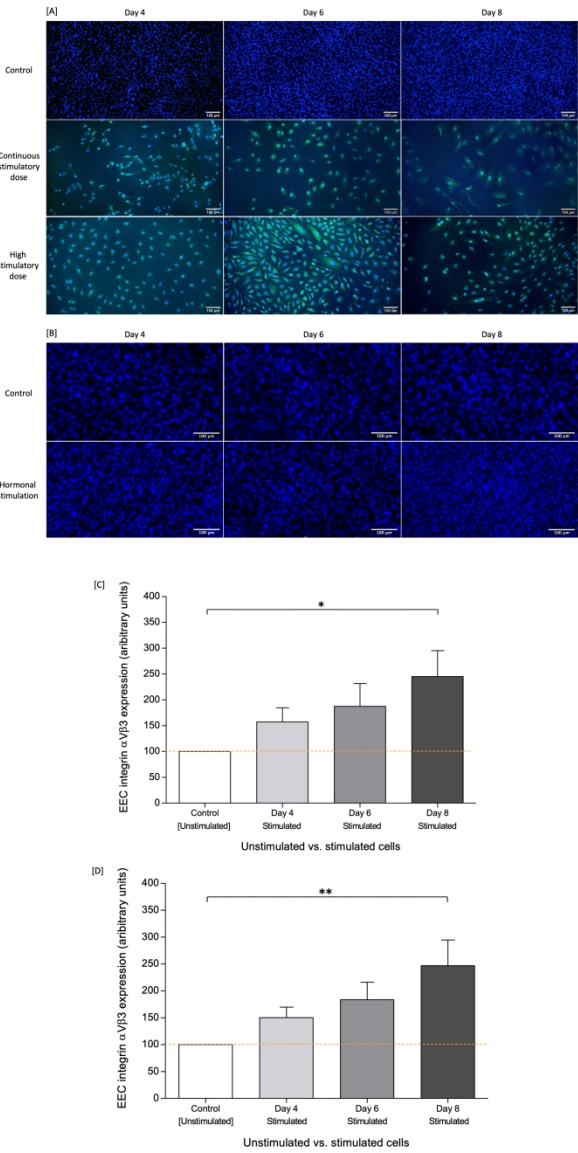 [A]
Day 4
Day 6
Day 8
Control
100 µm
100 µm
100 µm
Continuous
stimulatory
dose
100 µm
100 µm
100 µm
High
stimulatory
dose
100 µm
100 µm
100 µm
[B]
Day 4
Day 6
Day 8
Control
100 µm
100 µm
100 µm
Hormonal
stimulation
100 µm
100 µm
100 µm
[C]
EEC integrin αVβ3 expression (aribitrary units)
400
350
300
250
200
150
100
50
0
*
Control
[Unstimulated]
Day 4
Stimulated
Day 6
Stimulated
Day 8
Stimulated
Unstimulated vs. stimulated cells
[D]
EEC integrin αVβ3 expression (aribitrary units)
400
350
300
250
200
150
100
50
0
**
Control
[Unstimulated]
Day 4
Stimulated
Day 6
Stimulated
Day 8
Stimulated
Unstimulated vs. stimulated cells